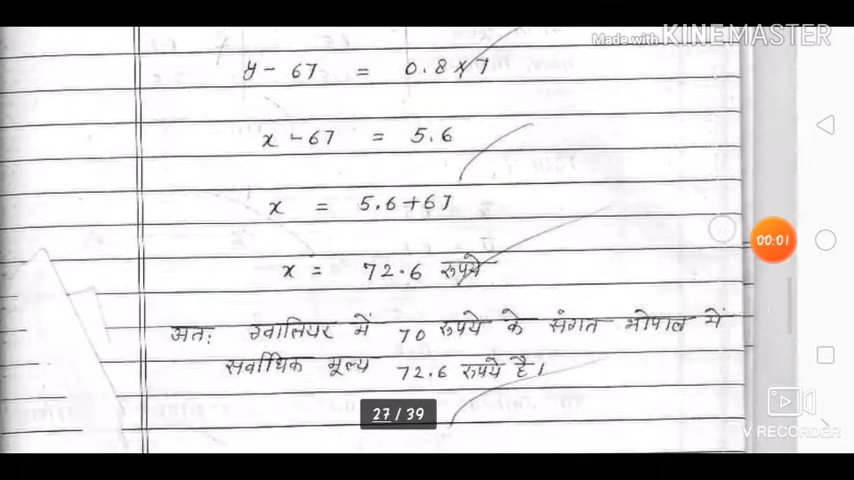 Made with KINEMASTER
y - 67 = 0.8 x 7
x - 67 = 5.6
x = 5.6 + 67
x = 72.6 रुपये
00:01
अतः ग्वालियर में 70 रुपये के संगत भोपाल में
सर्वाधिक मूल्य 72.6 रुपये है।
27 / 39
V RECORDER